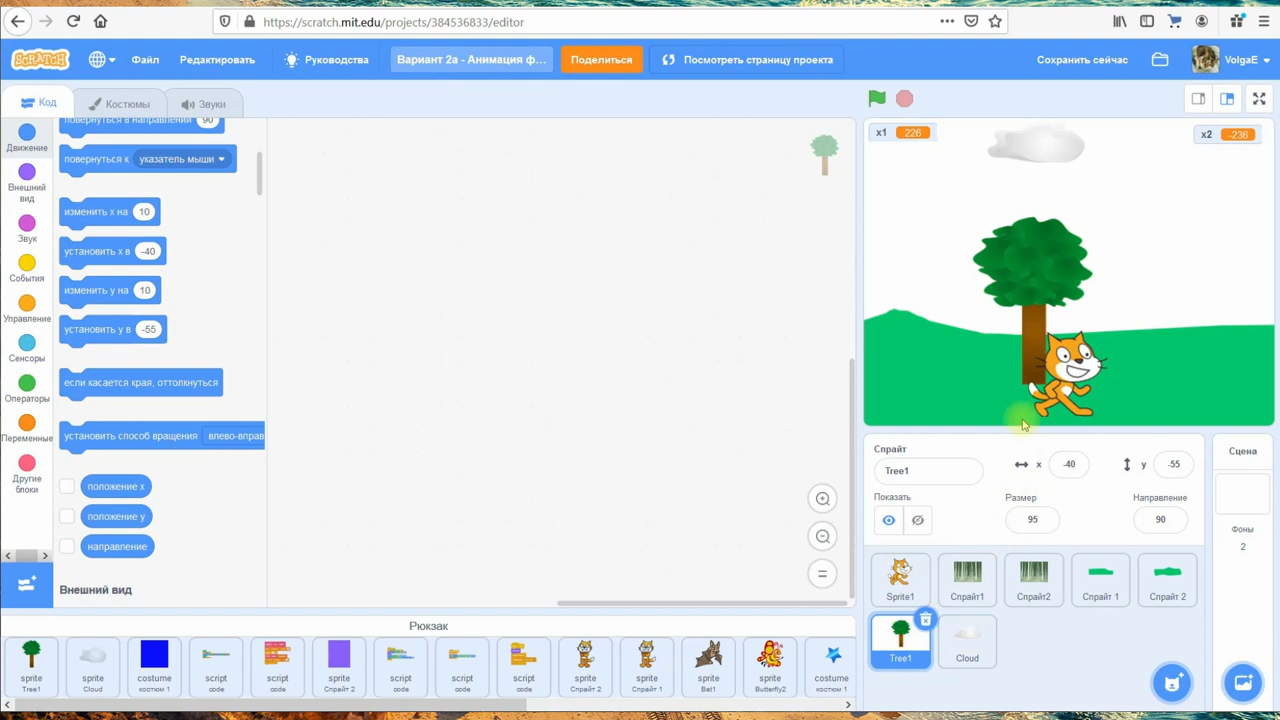 https://scratch.mit.edu/projects/384536833/editor
SCRATCH
Файл
Редактировать
Руководства
Вариант 2а - Анимация ф...
Поделиться
Посмотреть страницу проекта
Сохранить сейчас
VolgaE
Код
Костюмы
Звуки
Движение
Внешний
вид
Звук
События
Управление
Сенсоры
Операторы
Переменные
Другие
блоки
повернуться в направлении 90
повернуться к указатель мыши
изменить x на 10
установить x в -40
изменить y на 10
установить y в -55
если касается края, оттолкнуться
установить способ вращения влево-вправ
положение x
положение y
направление
Внешний вид
x1 226
x2 -236
Спрайт
Tree1
x -40
y -55
Показать
Размер
95
Направление
90
Сцена
Фоны
2
Sprite1
Спрайт1
Спрайт2
Спрайт 1
Спрайт 2
Tree1
Cloud
Рюкзак
sprite
Tree1
sprite
Cloud
costume
костюм 1
script
code
script
code
sprite
Спрайт 2
script
code
script
code
script
code
sprite
Спрайт 2
sprite
Спрайт 1
sprite
Bat1
sprite
Butterfly2
costume
костюм 1